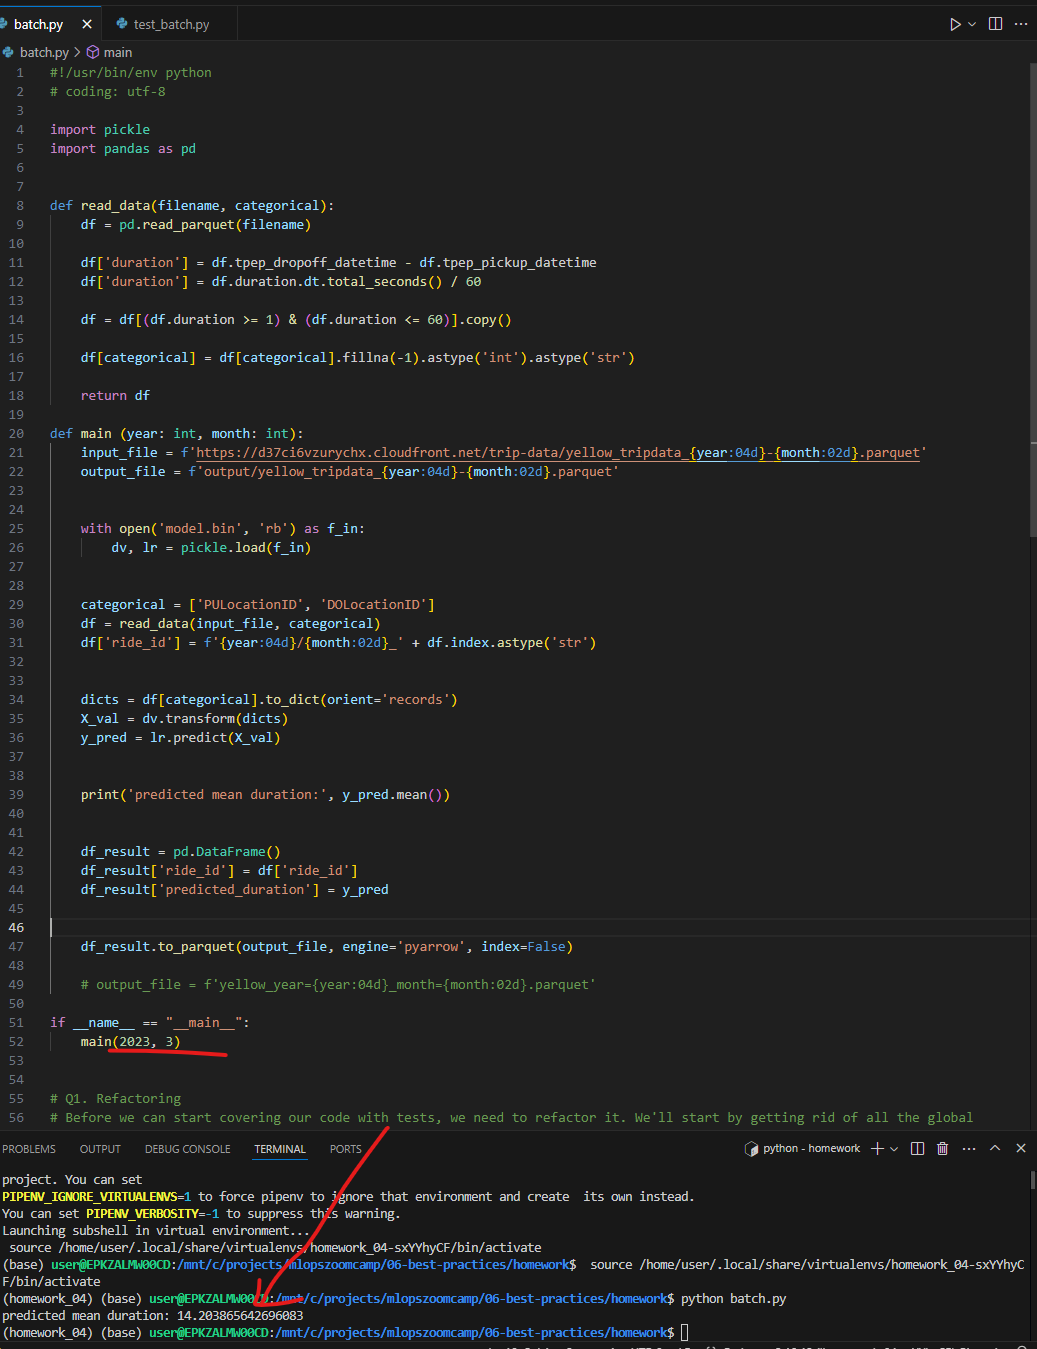 batch.py
test_batch.py
batch.py > main
1 #!/usr/bin/env python
2 # coding: utf-8
3
4 import pickle
5 import pandas as pd
6
7
8 def read_data(filename, categorical):
9 df = pd.read_parquet(filename)
10
11 df['duration'] = df.tpep_dropoff_datetime - df.tpep_pickup_datetime
12 df['duration'] = df.duration.dt.total_seconds() / 60
13
14 df = df[(df.duration >= 1) & (df.duration <= 60)].copy()
15
16 df[categorical] = df[categorical].fillna(-1).astype('int').astype('str')
17
18 return df
19
20 def main (year: int, month: int):
21 input_file = f'https://d37ci6vzurychx.cloudfront.net/trip-data/yellow_tripdata_{year:04d}-{month:02d}.parquet'
22 output_file = f'output/yellow_tripdata_{year:04d}-{month:02d}.parquet'
23
24
25 with open('model.bin', 'rb') as f_in:
26 dv, lr = pickle.load(f_in)
27
28
29 categorical = ['PULocationID', 'DOLocationID']
30 df = read_data(input_file, categorical)
31 df['ride_id'] = f'{year:04d}/{month:02d}_' + df.index.astype('str')
32
33
34 dicts = df[categorical].to_dict(orient='records')
35 X_val = dv.transform(dicts)
36 y_pred = lr.predict(X_val)
37
38
39 print('predicted mean duration:', y_pred.mean())
40
41
42 df_result = pd.DataFrame()
43 df_result['ride_id'] = df['ride_id']
44 df_result['predicted_duration'] = y_pred
45
46
47 df_result.to_parquet(output_file, engine='pyarrow', index=False)
48
49 # output_file = f'yellow_year={year:04d}_month={month:02d}.parquet'
50
51 if __name__ == "__main__":
52 main(2023, 3)
53
54
55 # Q1. Refactoring
56 # Before we can start covering our code with tests, we need to refactor it. We'll start by getting rid of all the global
PROBLEMS OUTPUT DEBUG CONSOLE TERMINAL PORTS python - homework
project. You can set
PIPENV_IGNORE_VIRTUALENVS=1 to force pipenv to ignore that environment and create  its own instead.
You can set PIPENV_VERBOSITY=-1 to suppress this warning.
Launching subshell in virtual environment...
source /home/user/.local/share/virtualenvs/homework_04-sxYYhyCF/bin/activate
(base) user@EPKZALMW00CD:/mnt/c/projects/mlopszoomcamp/06-best-practices/homework$  source /home/user/.local/share/virtualenvs/homework_04-sxYYhyC
F/bin/activate
(homework_04) (base) user@EPKZALMW00CD:/mnt/c/projects/mlopszoomcamp/06-best-practices/homework$ python batch.py
predicted mean duration: 14.203865642696083
(homework_04) (base) user@EPKZALMW00CD:/mnt/c/projects/mlopszoomcamp/06-best-practices/homework$